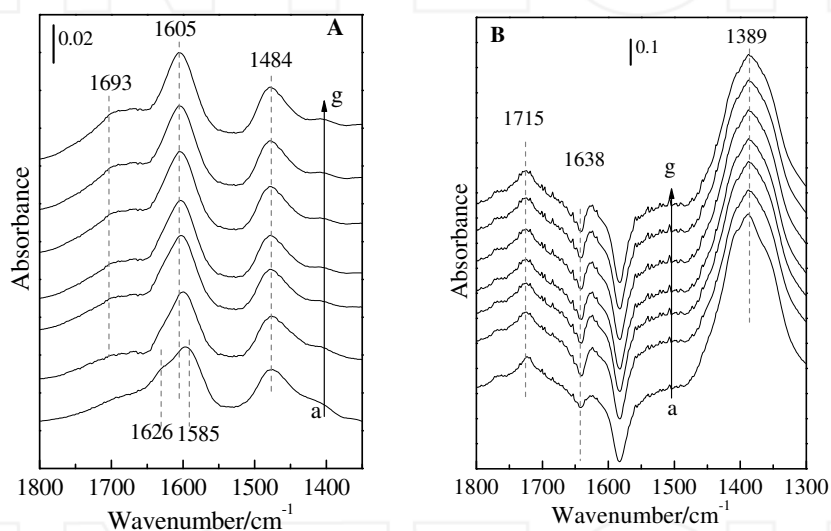 A
0.02
1605
1693
1484
g
a
1626
1585
Absorbance
1800 1700 1600 1500 1400
Wavenumber/cm-1
B
0.1
1389
1715
1638
g
a
Absorbance
1800 1700 1600 1500 1400 1300
Wavenumber/cm-1